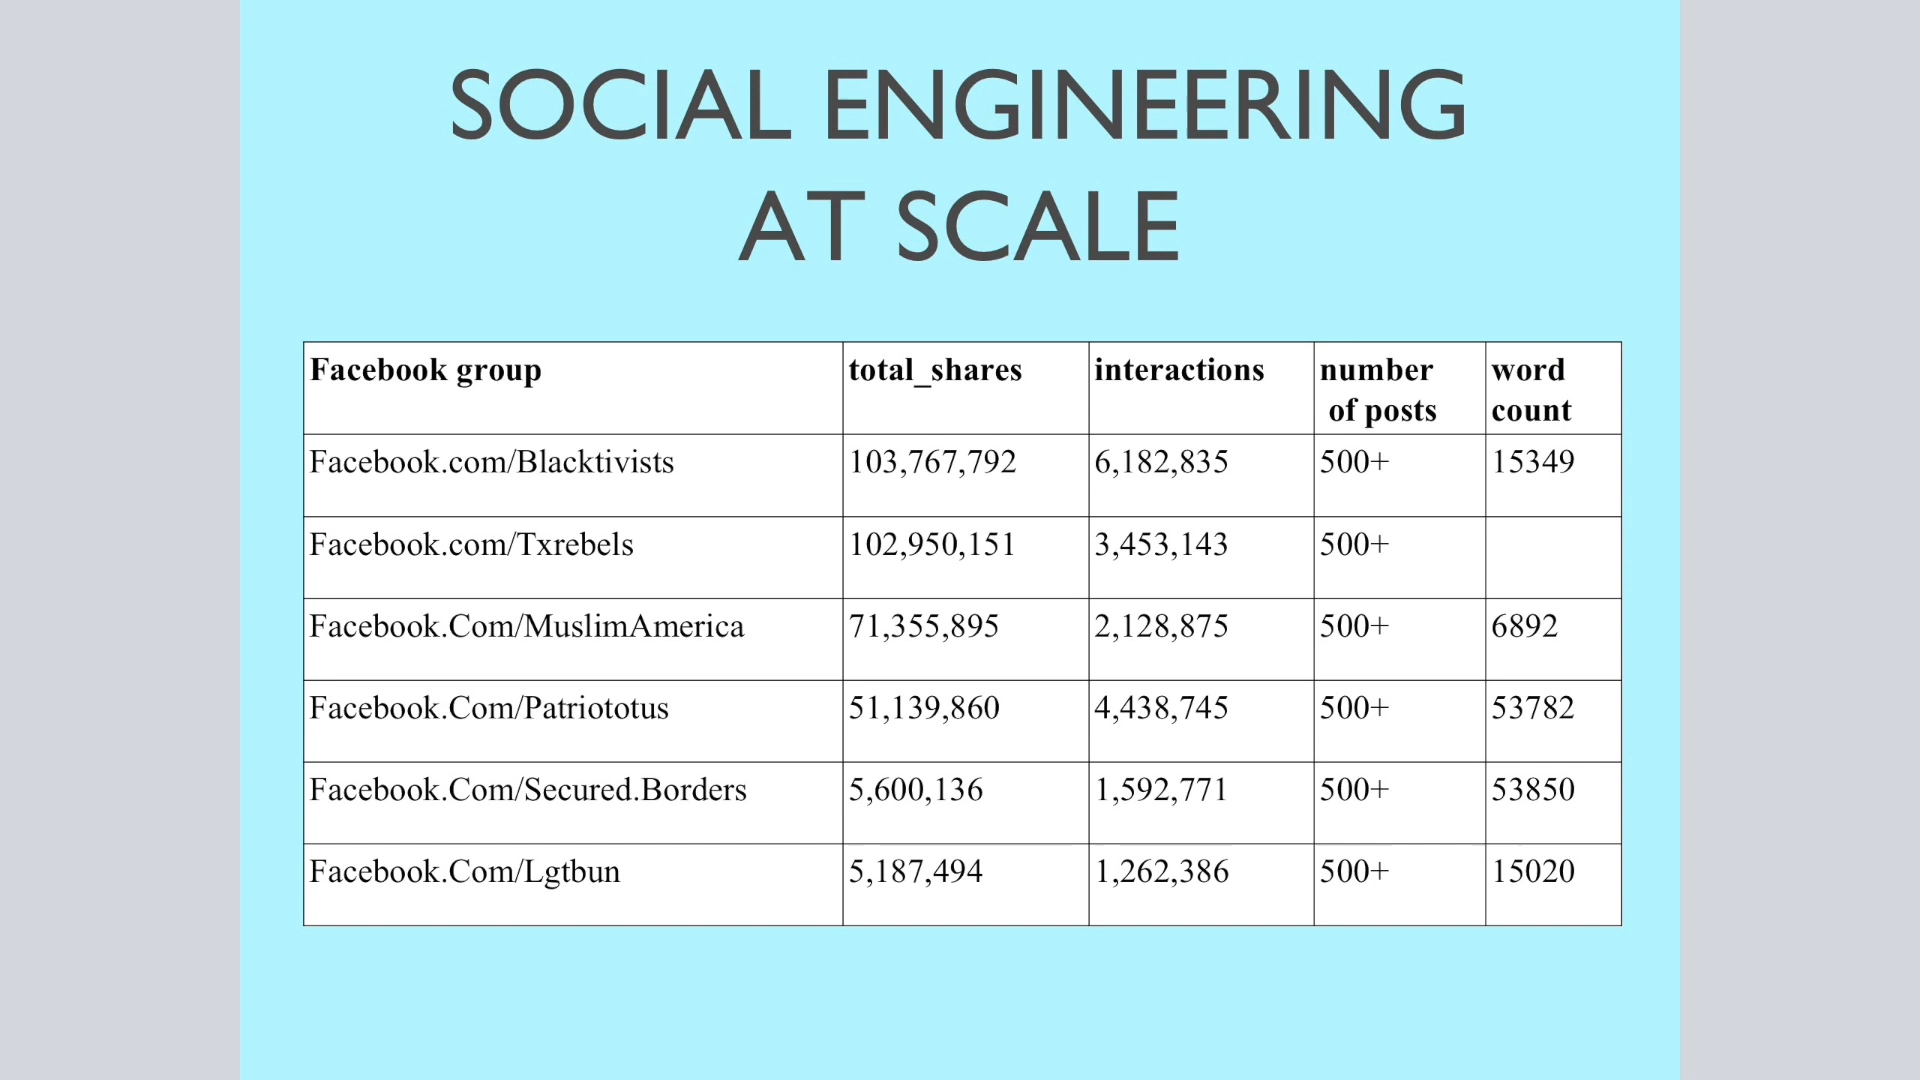 SOCIAL ENGINEERING
AT SCALE
Facebook group total_shares interactions number of posts word count
Facebook.com/Blacktivists 103,767,792 6,182,835 500+ 15349
Facebook.com/Txrebels 102,950,151 3,453,143 500+
Facebook.Com/MuslimAmerica 71,355,895 2,128,875 500+ 6892
Facebook.Com/Patriototus 51,139,860 4,438,745 500+ 53782
Facebook.Com/Secured.Borders 5,600,136 1,592,771 500+ 53850
Facebook.Com/Lgtbun 5,187,494 1,262,386 500+ 15020